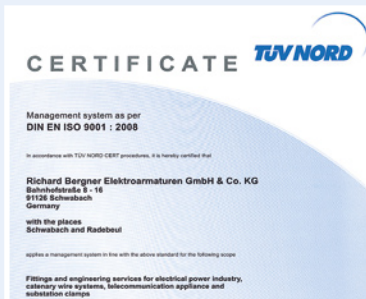 TÜV NORD
CERTIFICATE
Management system as per
DIN EN ISO 9001 : 2008
In accordance with TÜV NORD CERT procedures, it is hereby certified that
Richard Bergner Elektroarmaturen GmbH & Co. KG
Bahnhofstraße 8 - 16
91126 Schwabach
Germany
with the places
Schwabach and Radebeul
applies a management system in line with the above standard for the following scope
Fittings and engineering services for electrical power industry,
catenary wire systems, telecommunication appliance and
substation clamps